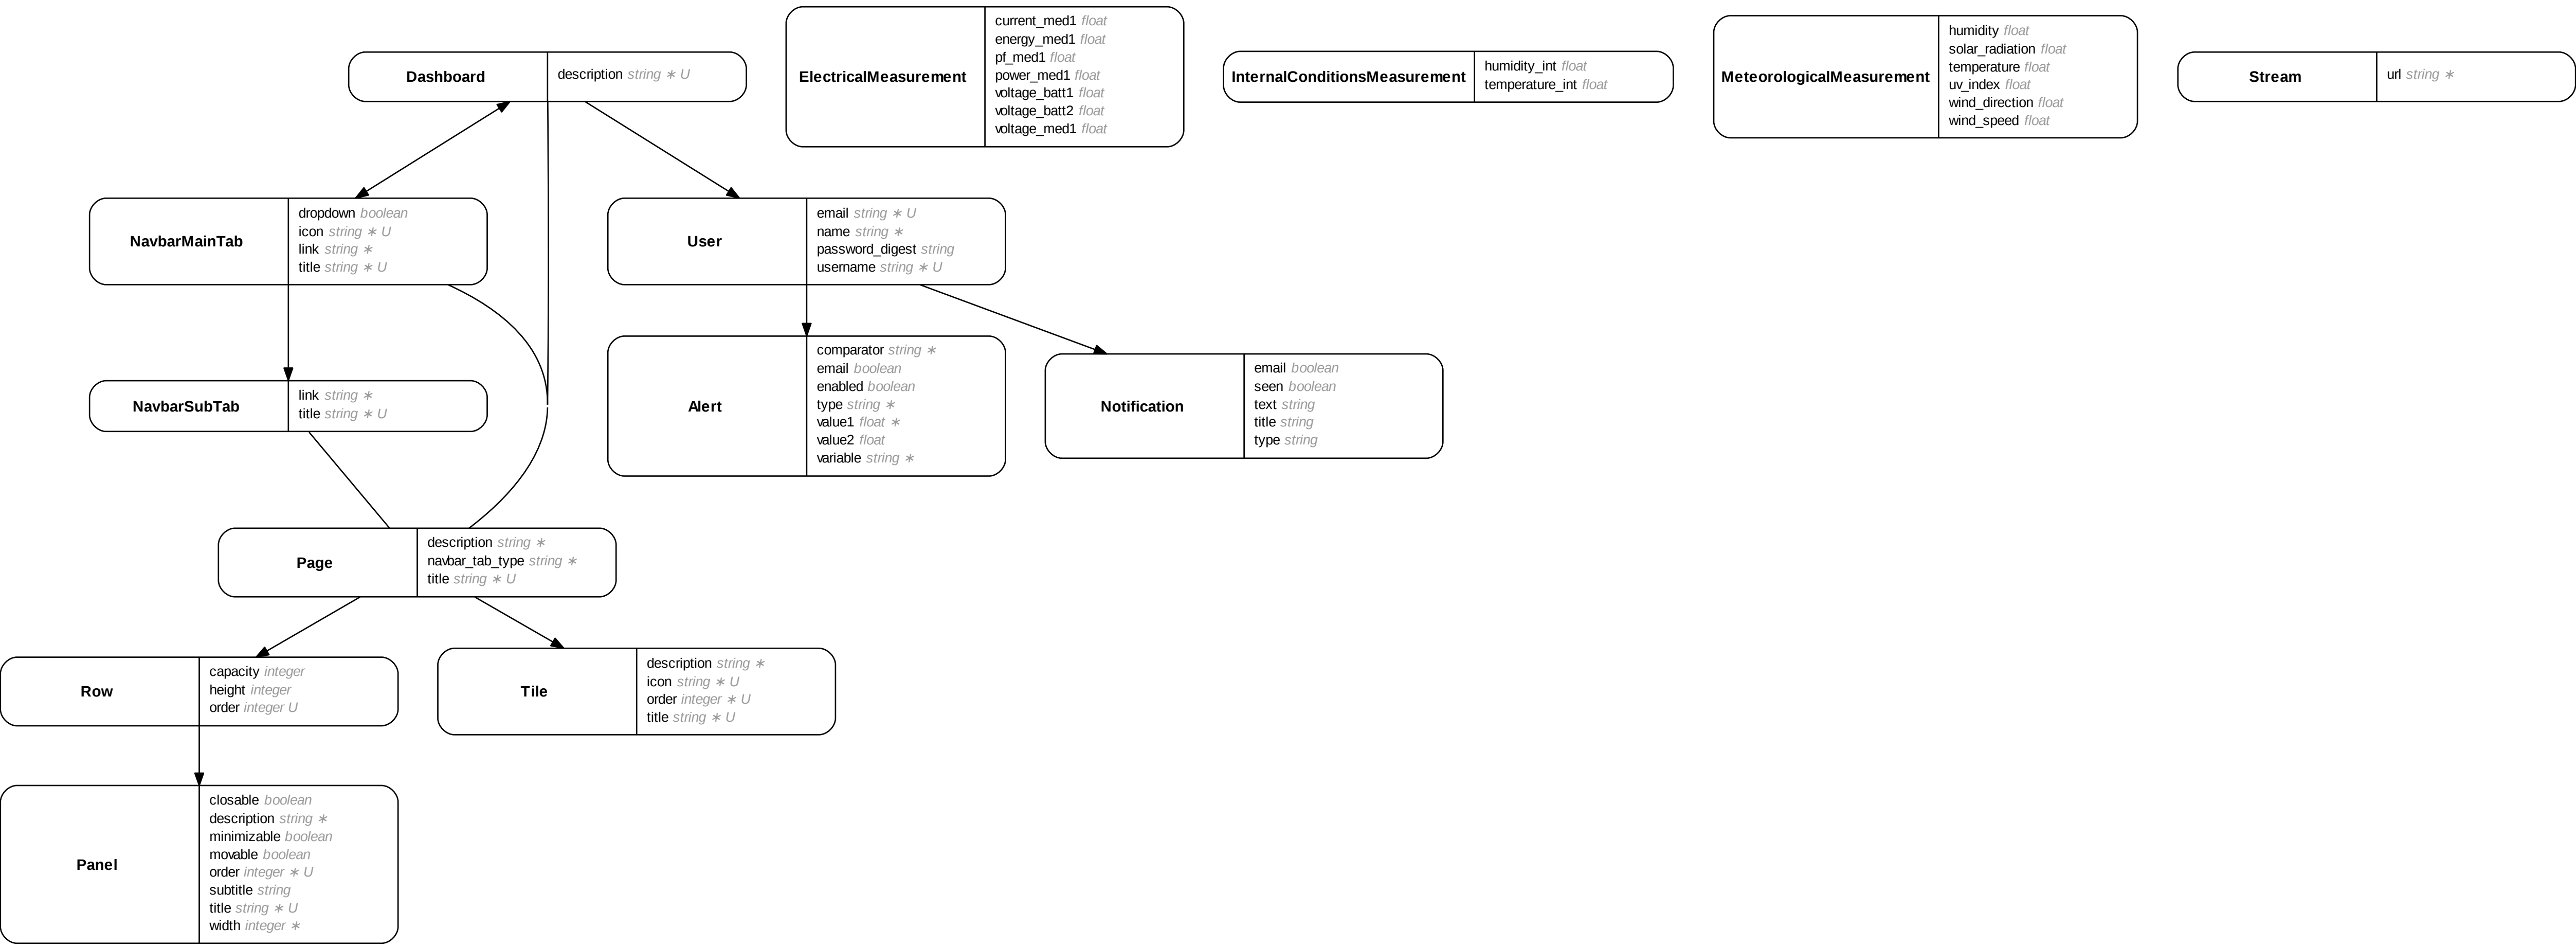 Dashboard
description string ∗ U
ElectricalMeasurement
current_med1 float
energy_med1 float
pf_med1 float
power_med1 float
voltage_batt1 float
voltage_batt2 float
voltage_med1 float
InternalConditionsMeasurement
humidity_int float
temperature_int float
MeteorologicalMeasurement
humidity float
solar_radiation float
temperature float
uv_index float
wind_direction float
wind_speed float
Stream
url string ∗
NavbarMainTab
dropdown boolean
icon string ∗ U
link string ∗
title string ∗ U
User
email string ∗ U
name string ∗
password_digest string
username string ∗ U
NavbarSubTab
link string ∗
title string ∗ U
Alert
comparator string ∗
email boolean
enabled boolean
type string ∗
value1 float ∗
value2 float
variable string ∗
Notification
email boolean
seen boolean
text string
title string
type string
Page
description string ∗
navbar_tab_type string ∗
title string ∗ U
Row
capacity integer
height integer
order integer U
Tile
description string ∗
icon string ∗ U
order integer ∗ U
title string ∗ U
Panel
closable boolean
description string ∗
minimizable boolean
movable boolean
order integer ∗ U
subtitle string
title string ∗ U
width integer ∗